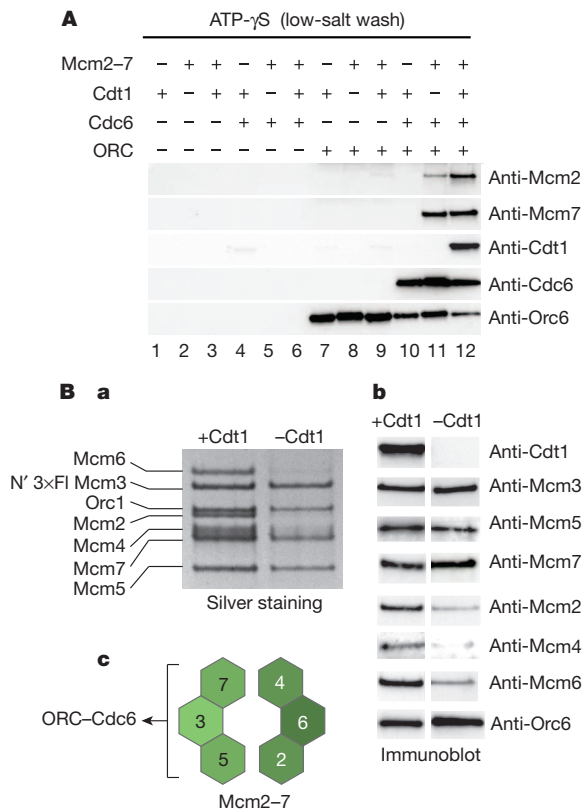 A
ATP-γS (low-salt wash)
Mcm2–7 – + + – + + – + + – + +
Cdt1 + – + + – + + – + + – +
Cdc6 – – – + + + – – – + + +
ORC – – – – – – + + + + + +
Anti-Mcm2
Anti-Mcm7
Anti-Cdt1
Anti-Cdc6
Anti-Orc6
1 2 3 4 5 6 7 8 9 10 11 12
B a
+Cdt1 –Cdt1
Mcm6
N′ 3×Fl Mcm3
Orc1
Mcm2
Mcm4
Mcm7
Mcm5
Silver staining
b
+Cdt1 –Cdt1
Anti-Cdt1
Anti-Mcm3
Anti-Mcm5
Anti-Mcm7
Anti-Mcm2
Anti-Mcm4
Anti-Mcm6
Anti-Orc6
Immunoblot
c
ORC–Cdc6
7 4
3 6
5 2
Mcm2–7